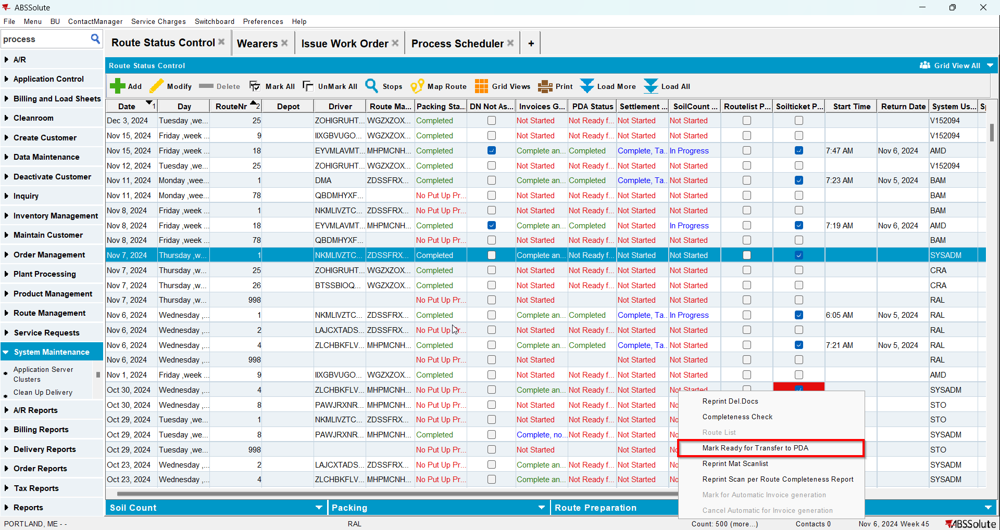 ABSSolute
File Menu BU ContactManager Service Charges Switchboard Preferences Help
process
Route Status Control Wearers Issue Work Order Process Scheduler +
Route Status Control Grid View All
Add Modify Delete Mark All UnMark All Stops Map Route Grid Views Print Load More Load All
A/R
Application Control
Billing and Load Sheets
Cleanroom
Create Customer
Data Maintenance
Deactivate Customer
Inquiry
Inventory Management
Maintain Customer
Order Management
Plant Processing
Product Management
Route Management
Service Requests
System Maintenance
Application Server
Clusters
Clean Up Delivery
A/R Reports
Billing Reports
Delivery Reports
Order Reports
Tax Reports
Reports
Date 1 Day RouteNr 2 Depot Driver Route Ma... Packing Sta... DN Not As... Invoices G... PDA Status Settlement ... SoilCount ... Routelist P... Soilticket P... Start Time Return Date System Us...
Dec 3, 2024 Tuesday ,we... 25 ZOHIGRUHT... WGZXZOX... Completed Not Started Not Ready f... Not Started Not Started V152094
Nov 15, 2024 Friday ,week ... 9 IIXGBVUGO... WGZXZOX... Completed Not Started Not Ready f... Not Started Not Started V152094
Nov 15, 2024 Friday ,week ... 18 EYVMLAVMT... MHPMCNH... Completed Complete an... Completed Complete, Ta... In Progress 7:47 AM Nov 6, 2024 AMD
Nov 12, 2024 Tuesday ,we... 25 ZOHIGRUHT... WGZXZOX... Completed Not Started Not Ready f... Not Started Not Started V152094
Nov 11, 2024 Monday ,wee... 1 DMA ZDSSFRX... Completed Complete an... Completed Complete, Ta... Not Started 7:23 AM Nov 5, 2024 BAM
Nov 11, 2024 Monday ,wee... 78 QBDMHYXF... No Put Up Pr... Not Started Not Ready f... Not Started Not Started BAM
Nov 8, 2024 Friday ,week ... 1 NKMLIVZTC... ZDSSFRX... No Put Up Pr... Not Started Not Ready f... Not Started Not Started BAM
Nov 8, 2024 Friday ,week ... 18 EYVMLAVMT... MHPMCNH... Completed Complete an... Completed Not Started In Progress 7:19 AM Nov 6, 2024 AMD
Nov 8, 2024 Friday ,week ... 78 QBDMHYXF... No Put Up Pr... Not Started Not Ready f... Not Started Not Started BAM
Nov 7, 2024 Thursday ,w... 1 NKMLIVZTC... ZDSSFRX... Completed Complete an... Not Ready f... Not Started Not Started SYSADM
Nov 7, 2024 Thursday ,w... 25 ZOHIGRUHT... WGZXZOX... Completed Not Started Not Ready f... Not Started Not Started CRA
Nov 7, 2024 Thursday ,w... 26 BTSSBIOQ... WGZXZOX... Completed Not Started Not Ready f... Not Started Not Started CRA
Nov 7, 2024 Thursday ,w... 998 No Put Up Pr... Not Started Not Started Not Started RAL
Nov 6, 2024 Wednesday ,... 1 NKMLIVZTC... ZDSSFRX... Completed Complete an... Completed Complete, Ta... In Progress 6:05 AM Nov 5, 2024 RAL
Nov 6, 2024 Wednesday ,... 2 LAJCXTADS... ZDSSFRX... No Put Up Pr... Not Started Not Ready f... Not Started Not Started RAL
Nov 6, 2024 Wednesday ,... 4 ZLCHBKFLV... MHPMCNH... Completed Complete an... Completed Complete, Ta... Not Started 7:21 AM Nov 5, 2024 RAL
Nov 6, 2024 Wednesday ,... 998 No Put Up Pr... Not Started Not Started Not Started RAL
Nov 1, 2024 Friday ,week ... 9 IIXGBVUGO... WGZXZOX... Completed Not Started Not Ready f... Not Started Not Started AMD
Oct 30, 2024 Wednesday ,... 4 ZLCHBKFLV... MHPMCNH... No Put Up Pr... Complete an... Not Ready f... Not Started Not Started SYSADM
Oct 30, 2024 Wednesday ,... 8 PAWJRXNR... MHPMCNH... No Put Up Pr... Not Started Not Ready f... Not Started No STO
Oct 29, 2024 Tuesday ,we... 1 NKMLIVZTC... ZDSSFRX... No Put Up Pr... Not Started Not Ready f... Not Started No STO
Oct 29, 2024 Tuesday ,we... 8 PAWJRXNR... MHPMCNH... Completed Complete, no... Not Ready f... Not Started No SYSADM
Oct 29, 2024 Tuesday ,we... 998 No Put Up Pr... Not Started Not Started No STO
Oct 23, 2024 Wednesday ,... 2 LAJCXTADS... ZDSSFRX... No Put Up Pr... Complete an... Not Ready f... Not Started No SYSADM
Oct 23, 2024 Wednesday ,... 4 ZLCHBKFLV... MHPMCNH... No Put Up Pr... Complete an... Not Ready f... Not Started No SYSADM
Reprint Del.Docs
Completeness Check
Route List
Mark Ready for Transfer to PDA
Reprint Mat Scanlist
Reprint Scan per Route Completeness Report
Mark for Automatic Invoice generation
Cancel Automatic for Invoice generation
Soil Count Packing Route Preparation
PORTLAND, ME - - RAL Count: 500 (more...) Contacts 0 Nov 6, 2024 Week 45 ABSSolute